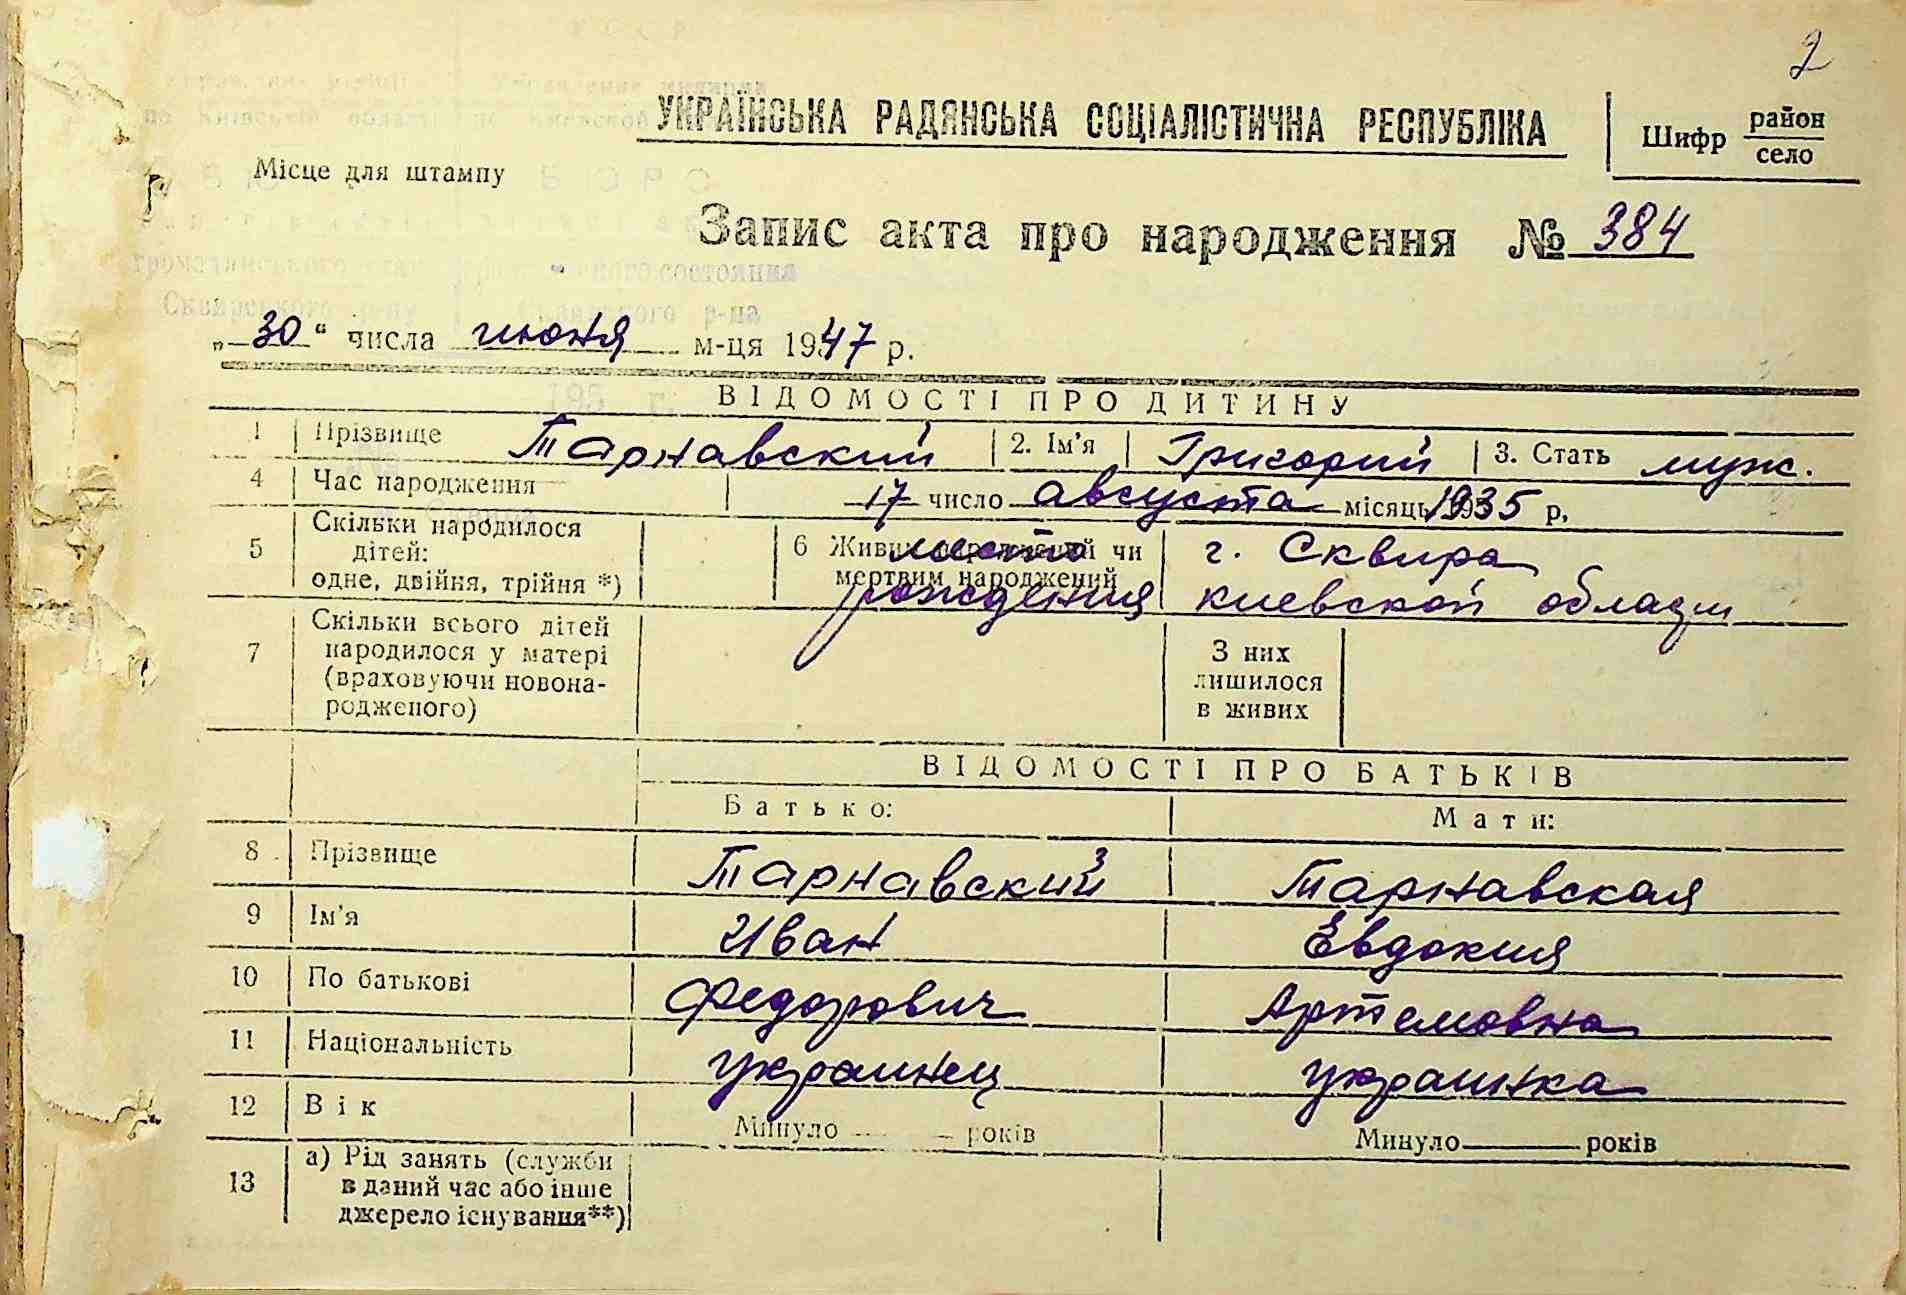 2
УКРАЇНСЬКА РАДЯНСЬКА СОЦІАЛІСТИЧНА РЕСПУБЛІКА
Шифр район
село
Місце для штампу
Запис акта про народження № 384
„ 30 “ числа июня м-ця 1947 р.
ВІДОМОСТІ ПРО ДИТИНУ
1 Прізвище Тарнавский 2. Ім'я Григорий 3. Стать муж.
4 Час народження 17 число августа місяць 1935 р.
5 Скільки народилося дітей: одне, двійня, трійня *)
6 Живим народжений чи мертвим народжений
место рождения
г. Сквира
киевской области
7 Скільки всього дітей народилося у матері (враховуючи новона-родженого)
З них лишилося в живих
ВІДОМОСТІ ПРО БАТЬКІВ
Батько: Мати:
8 Прізвище Тарнавский Тарнавская
9 Ім'я Иван Евдокия
10 По батькові Федорович Артемовна
11 Національність украинец украинка
12 Вік Минуло року років Минуло років
13 а) Рід занять (служби
в даний час або інше
джерело існування**)